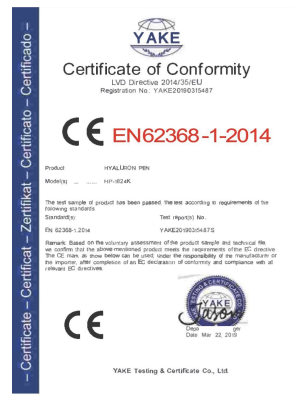 YAKE
Certificate of Conformity
LVD Directive 2014/35/EU
Registration No.: YAKE20190315487
CE EN62368-1-2014
Product HYALURON PEN
Model(s)
The test sample of product has been passed the test according in requirements of the
following standards
Standard(s) Test report(s) No.
EN 62368-1:2014
Remark: Based on the voluntary assessment of the product sample and technical file
we confirm that the above-mentioned product meets the requirements of the EC directive
The CE mark as show below can be used, under the responsibility of the manufacturer or
the importer, after completion of an EC declaration of conformity and compliance with all
relevant EC directives.
CE
YAKE
Date Mar 22, 2019
YAKE Testing & Certificate Co., Ltd.
– Certificate – Certificat – Zertifikat – Certificato – Certificado –